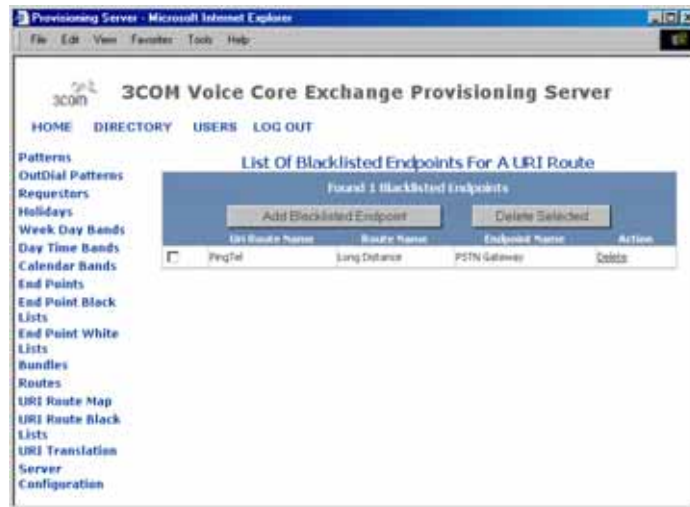 Provisioning Server - Microsoft Internet Explorer
File Edit View Favorites Tools Help
3COM
3COM Voice Core Exchange Provisioning Server
HOME DIRECTORY USERS LOG OUT
Patterns
OutDial Patterns
Requestors
Holidays
Week Day Bands
Day Time Bands
Calendar Bands
End Points
End Point Black
Lists
End Point White
Lists
Bundles
Routes
URI Route Map
URI Route Black
Lists
URI Translation
Server
Configuration
List Of Blacklisted Endpoints For A URI Route
Found 1 Blacklisted Endpoints
Add Blacklisted Endpoint Delete Selected
Uri Route Name Route Name Endpoint Name Action
PingTel Long Distance PSTN Gateway Delete